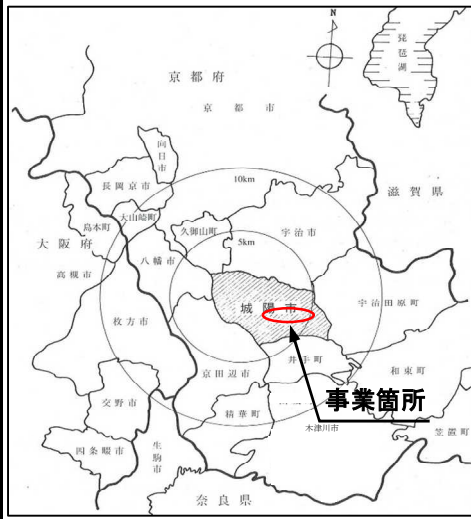 N
琵琶湖
京都府
京都市
向日市
長岡京市
10km
滋賀県
大山崎町
島本町
久御山町
宇治市
大阪府
5km
八幡市
高槻市
城陽市
宇治田原町
枚方市
井手町
京田辺市
和束町
事業箇所
交野市
精華町
木津川市
笠置町
四条畷市
生駒市
奈良県